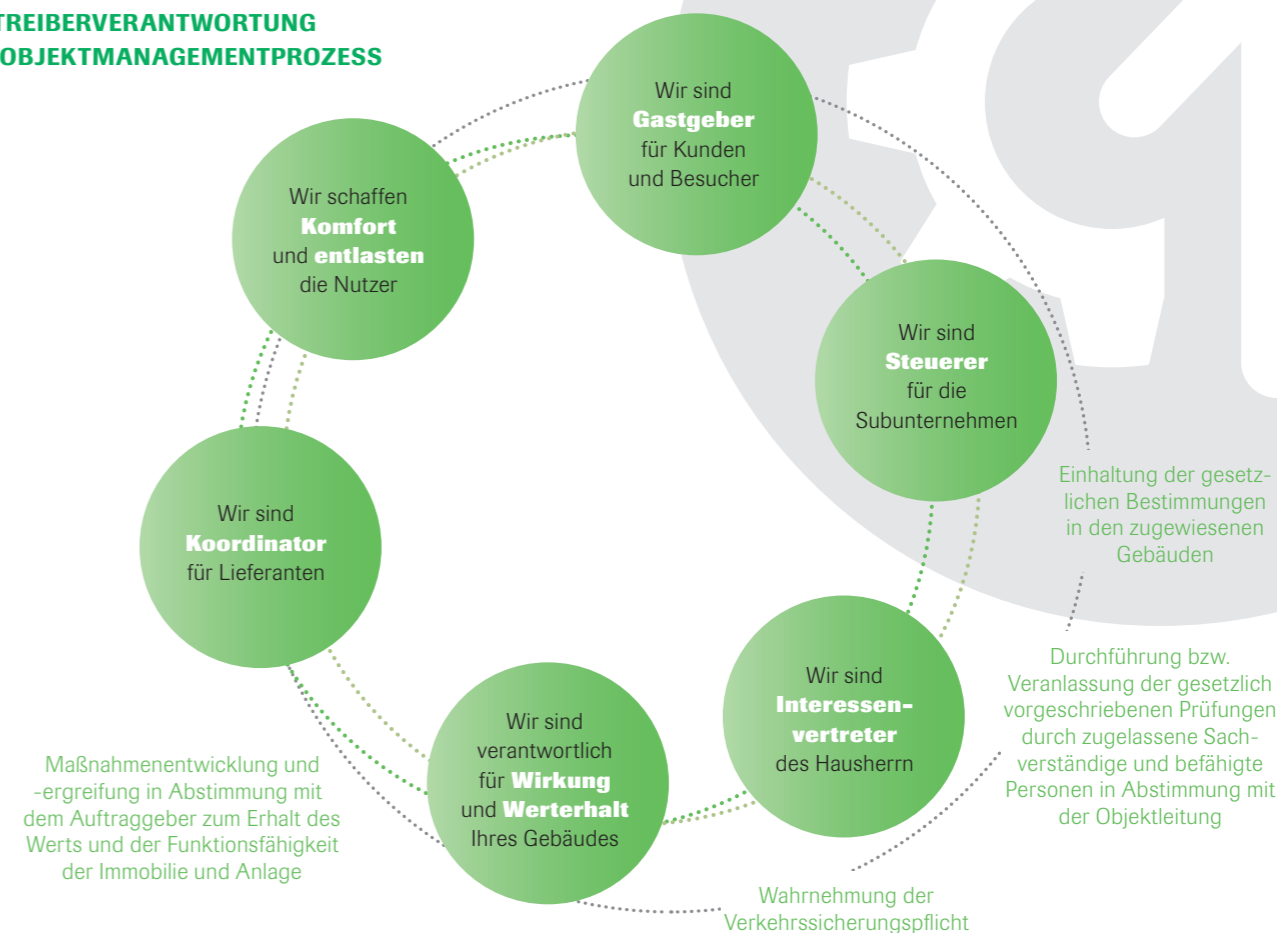 TREIBERVERANTWORTUNG
OBJEKTMANAGEMENTPROZESS
Wir sind
Gastgeber
für Kunden
und Besucher
Wir schaffen
Komfort
und entlasten
die Nutzer
Wir sind
Steuerer
für die
Subunternehmen
Einhaltung der gesetz-
lichen Bestimmungen
in den zugewiesenen
Gebäuden
Wir sind
Koordinator
für Lieferanten
Wir sind
Interessen-
vertreter
des Hausherrn
Durchführung bzw.
Veranlassung der gesetzlich
vorgeschriebenen Prüfungen
durch zugelassene Sach-
verständige und befähigte
Personen in Abstimmung mit
der Objektleitung
Wir sind
verantwortlich
für Wirkung
und Werterhalt
Ihres Gebäudes
Maßnahmenentwicklung und
-ergreifung in Abstimmung mit
dem Auftraggeber zum Erhalt des
Werts und der Funktionsfähigkeit
der Immobilie und Anlage
Wahrnehmung der
Verkehrssicherungspflicht